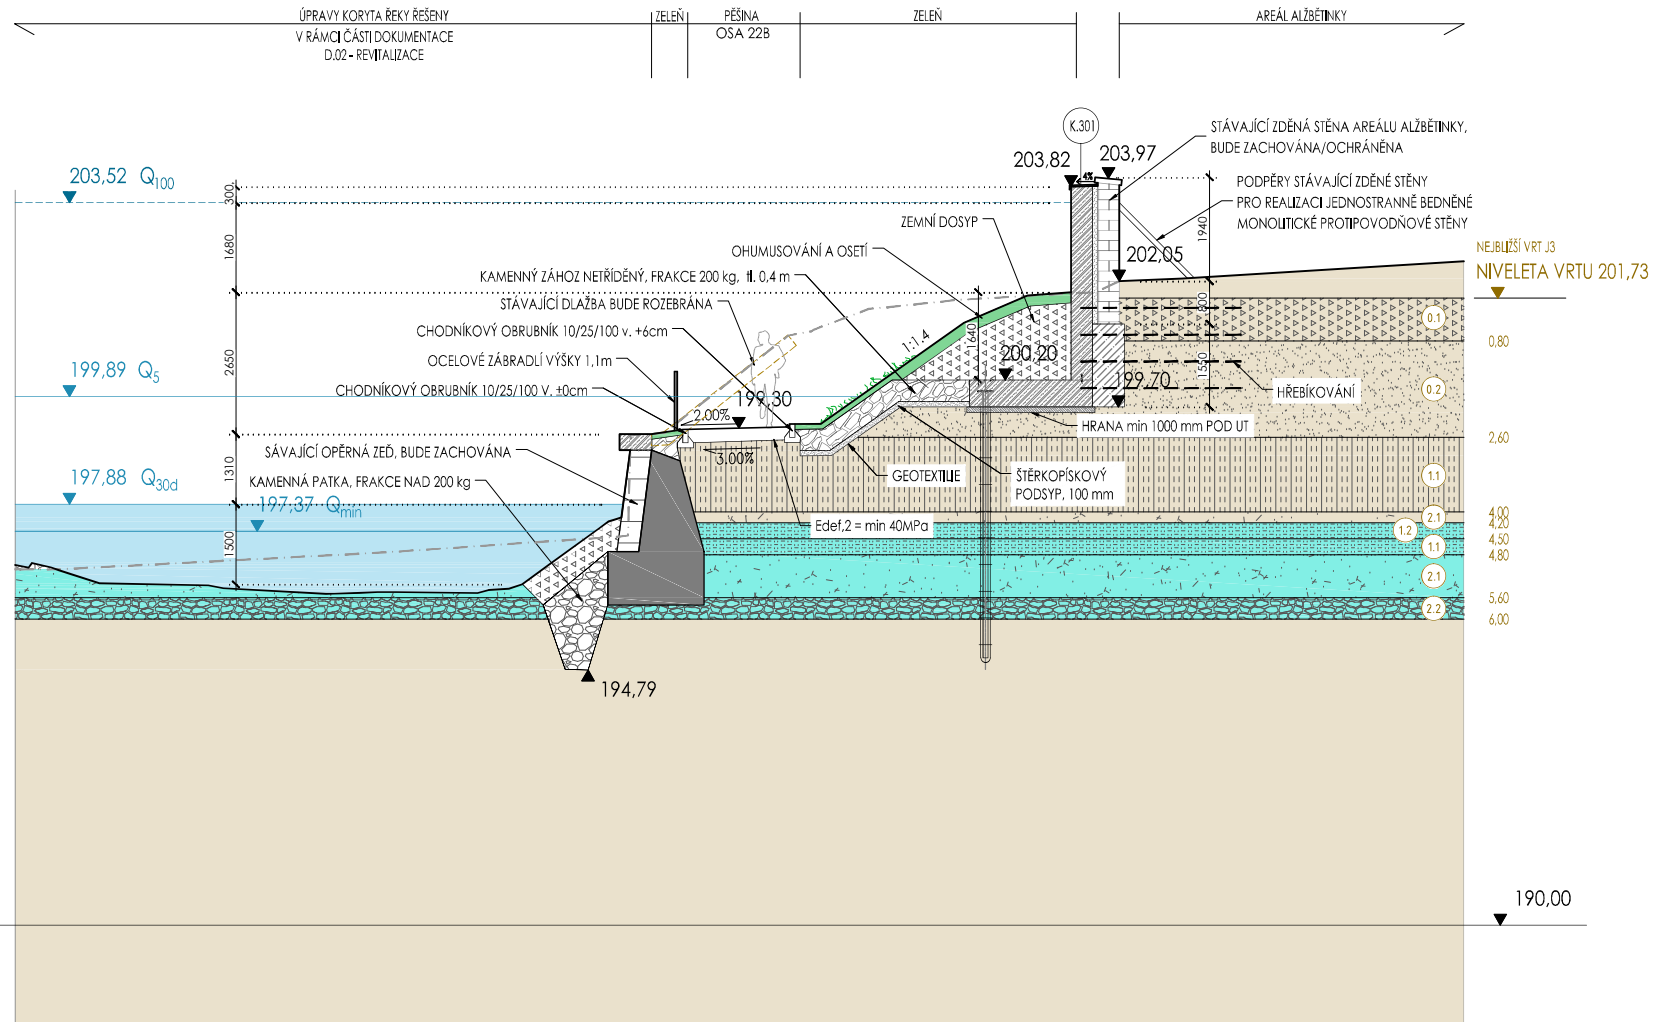 ÚPRAVY KORYTA ŘEKY ŘEŠENY
V RÁMCI ČÁSTI DOKUMENTACE
D.02 - REVITALIZACE
ZELEŇ
PĚŠINA
OSA 22B
ZELEŇ
AREÁL ALŽBĚTINKY
K.301
203,82
203,97
4%
STÁVAJÍCÍ ZDĚNÁ STĚNA AREÁLU ALŽBĚTINKY,
BUDE ZACHOVÁNA/OCHRÁNĚNA
PODPĚRY STÁVAJÍCÍ ZDĚNÉ STĚNY
PRO REALIZACI JEDNOSTRANNĚ BEDNĚNÉ
MONOLITICKÉ PROTIPOVODŇOVÉ STĚNY
203,52 Q100
300
1680
2650
1310
1500
ZEMNÍ DOSYP
OHUMUSOVÁNÍ A OSETÍ
KAMENNÝ ZÁHOZ NETŘÍDĚNÝ, FRAKCE 200 kg, tl. 0,4 m
STÁVAJÍCÍ DLAŽBA BUDE ROZEBRÁNA
CHODNÍKOVÝ OBRUBNÍK 10/25/100 v. +6cm
OCELOVÉ ZÁBRADLÍ VÝŠKY 1,1m
CHODNÍKOVÝ OBRUBNÍK 10/25/100 V. ±0cm
1940
202,05
800
1550
NEJBLIŽŠÍ VRT J3
NIVELETA VRTU 201,73
0.1
0,80
1:1.4
1640
200,20
199,70
199,89 Q5
199,30
2.00%
3.00%
0.2
HŘEBÍKOVÁNÍ
HRANA min 1000 mm POD UT
2,60
SÁVAJÍCÍ OPĚRNÁ ZEĎ, BUDE ZACHOVÁNA
KAMENNÁ PATKA, FRAKCE NAD 200 kg
197,88 Q30d
197,37 Qmin
GEOTEXTILIE
ŠTĚRKOPÍSKOVÝ
PODSYP, 100 mm
Edef,2 = min 40MPa
1.1
4,00
2.1
4,20
1.2
4,50
1.1
4,80
2.1
5,60
2.2
6,00
194,79
190,00